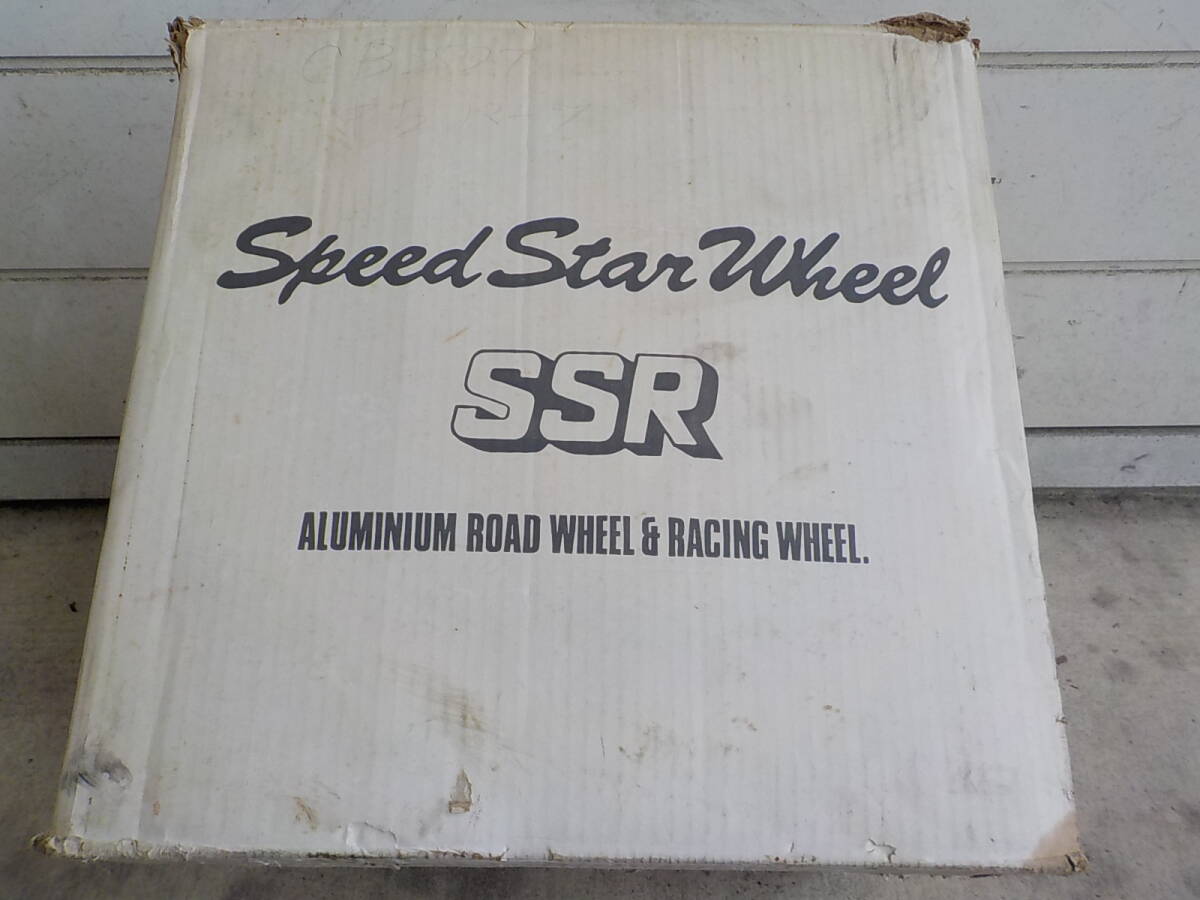 Speed Star Wheel
SSR
ALUMINIUM ROAD WHEEL & RACING WHEEL.